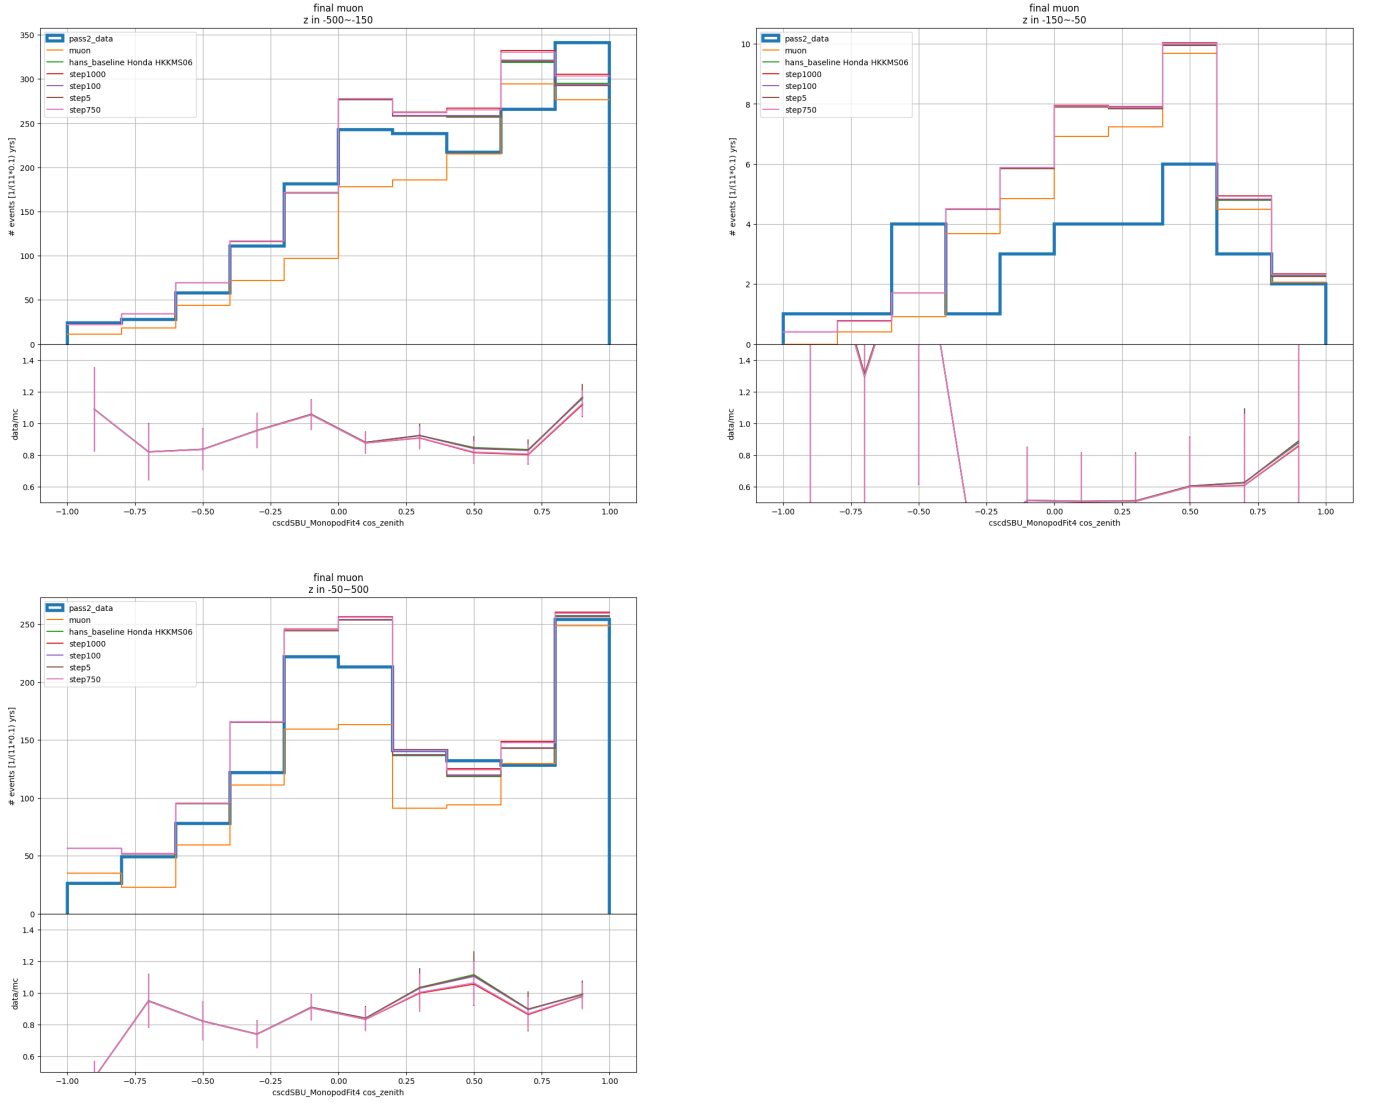 final muon
z in -500~-150
pass2_data
muon
hans_baseline Honda HKKMS06
step1000
step100
step5
step750
# events [1/(11*0.1) yrs]
350
300
250
200
150
100
50
0
data/mc
1.4
1.2
1.0
0.8
0.6
−1.00 −0.75 −0.50 −0.25 0.00 0.25 0.50 0.75 1.00
cscdSBU_MonopodFit4 cos_zenith
final muon
z in -150~-50
pass2_data
muon
hans_baseline Honda HKKMS06
step1000
step100
step5
step750
# events [1/(11*0.1) yrs]
10
8
6
4
2
0
data/mc
1.4
1.2
1.0
0.8
0.6
−1.00 −0.75 −0.50 −0.25 0.00 0.25 0.50 0.75 1.00
cscdSBU_MonopodFit4 cos_zenith
final muon
z in -50~500
pass2_data
muon
hans_baseline Honda HKKMS06
step1000
step100
step5
step750
# events [1/(11*0.1) yrs]
250
200
150
100
50
0
data/mc
1.4
1.2
1.0
0.8
0.6
−1.00 −0.75 −0.50 −0.25 0.00 0.25 0.50 0.75 1.00
cscdSBU_MonopodFit4 cos_zenith